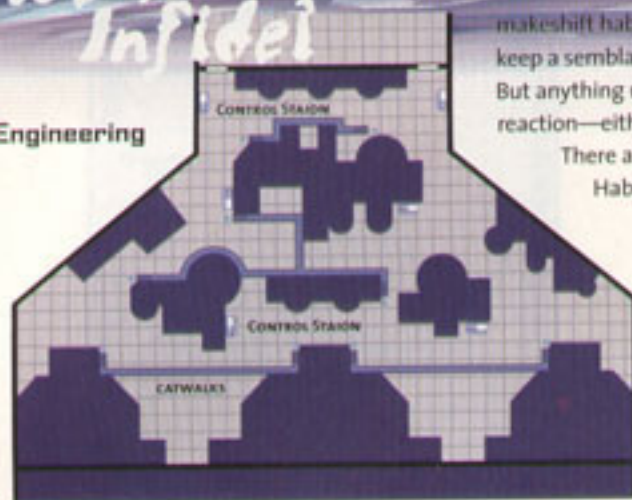 Infidel
Engineering
CONTROL STAION
CONTROL STAION
CATWALKS
makeshift hab
keep a sembla
But anything u
reaction—eith
There a
Hab